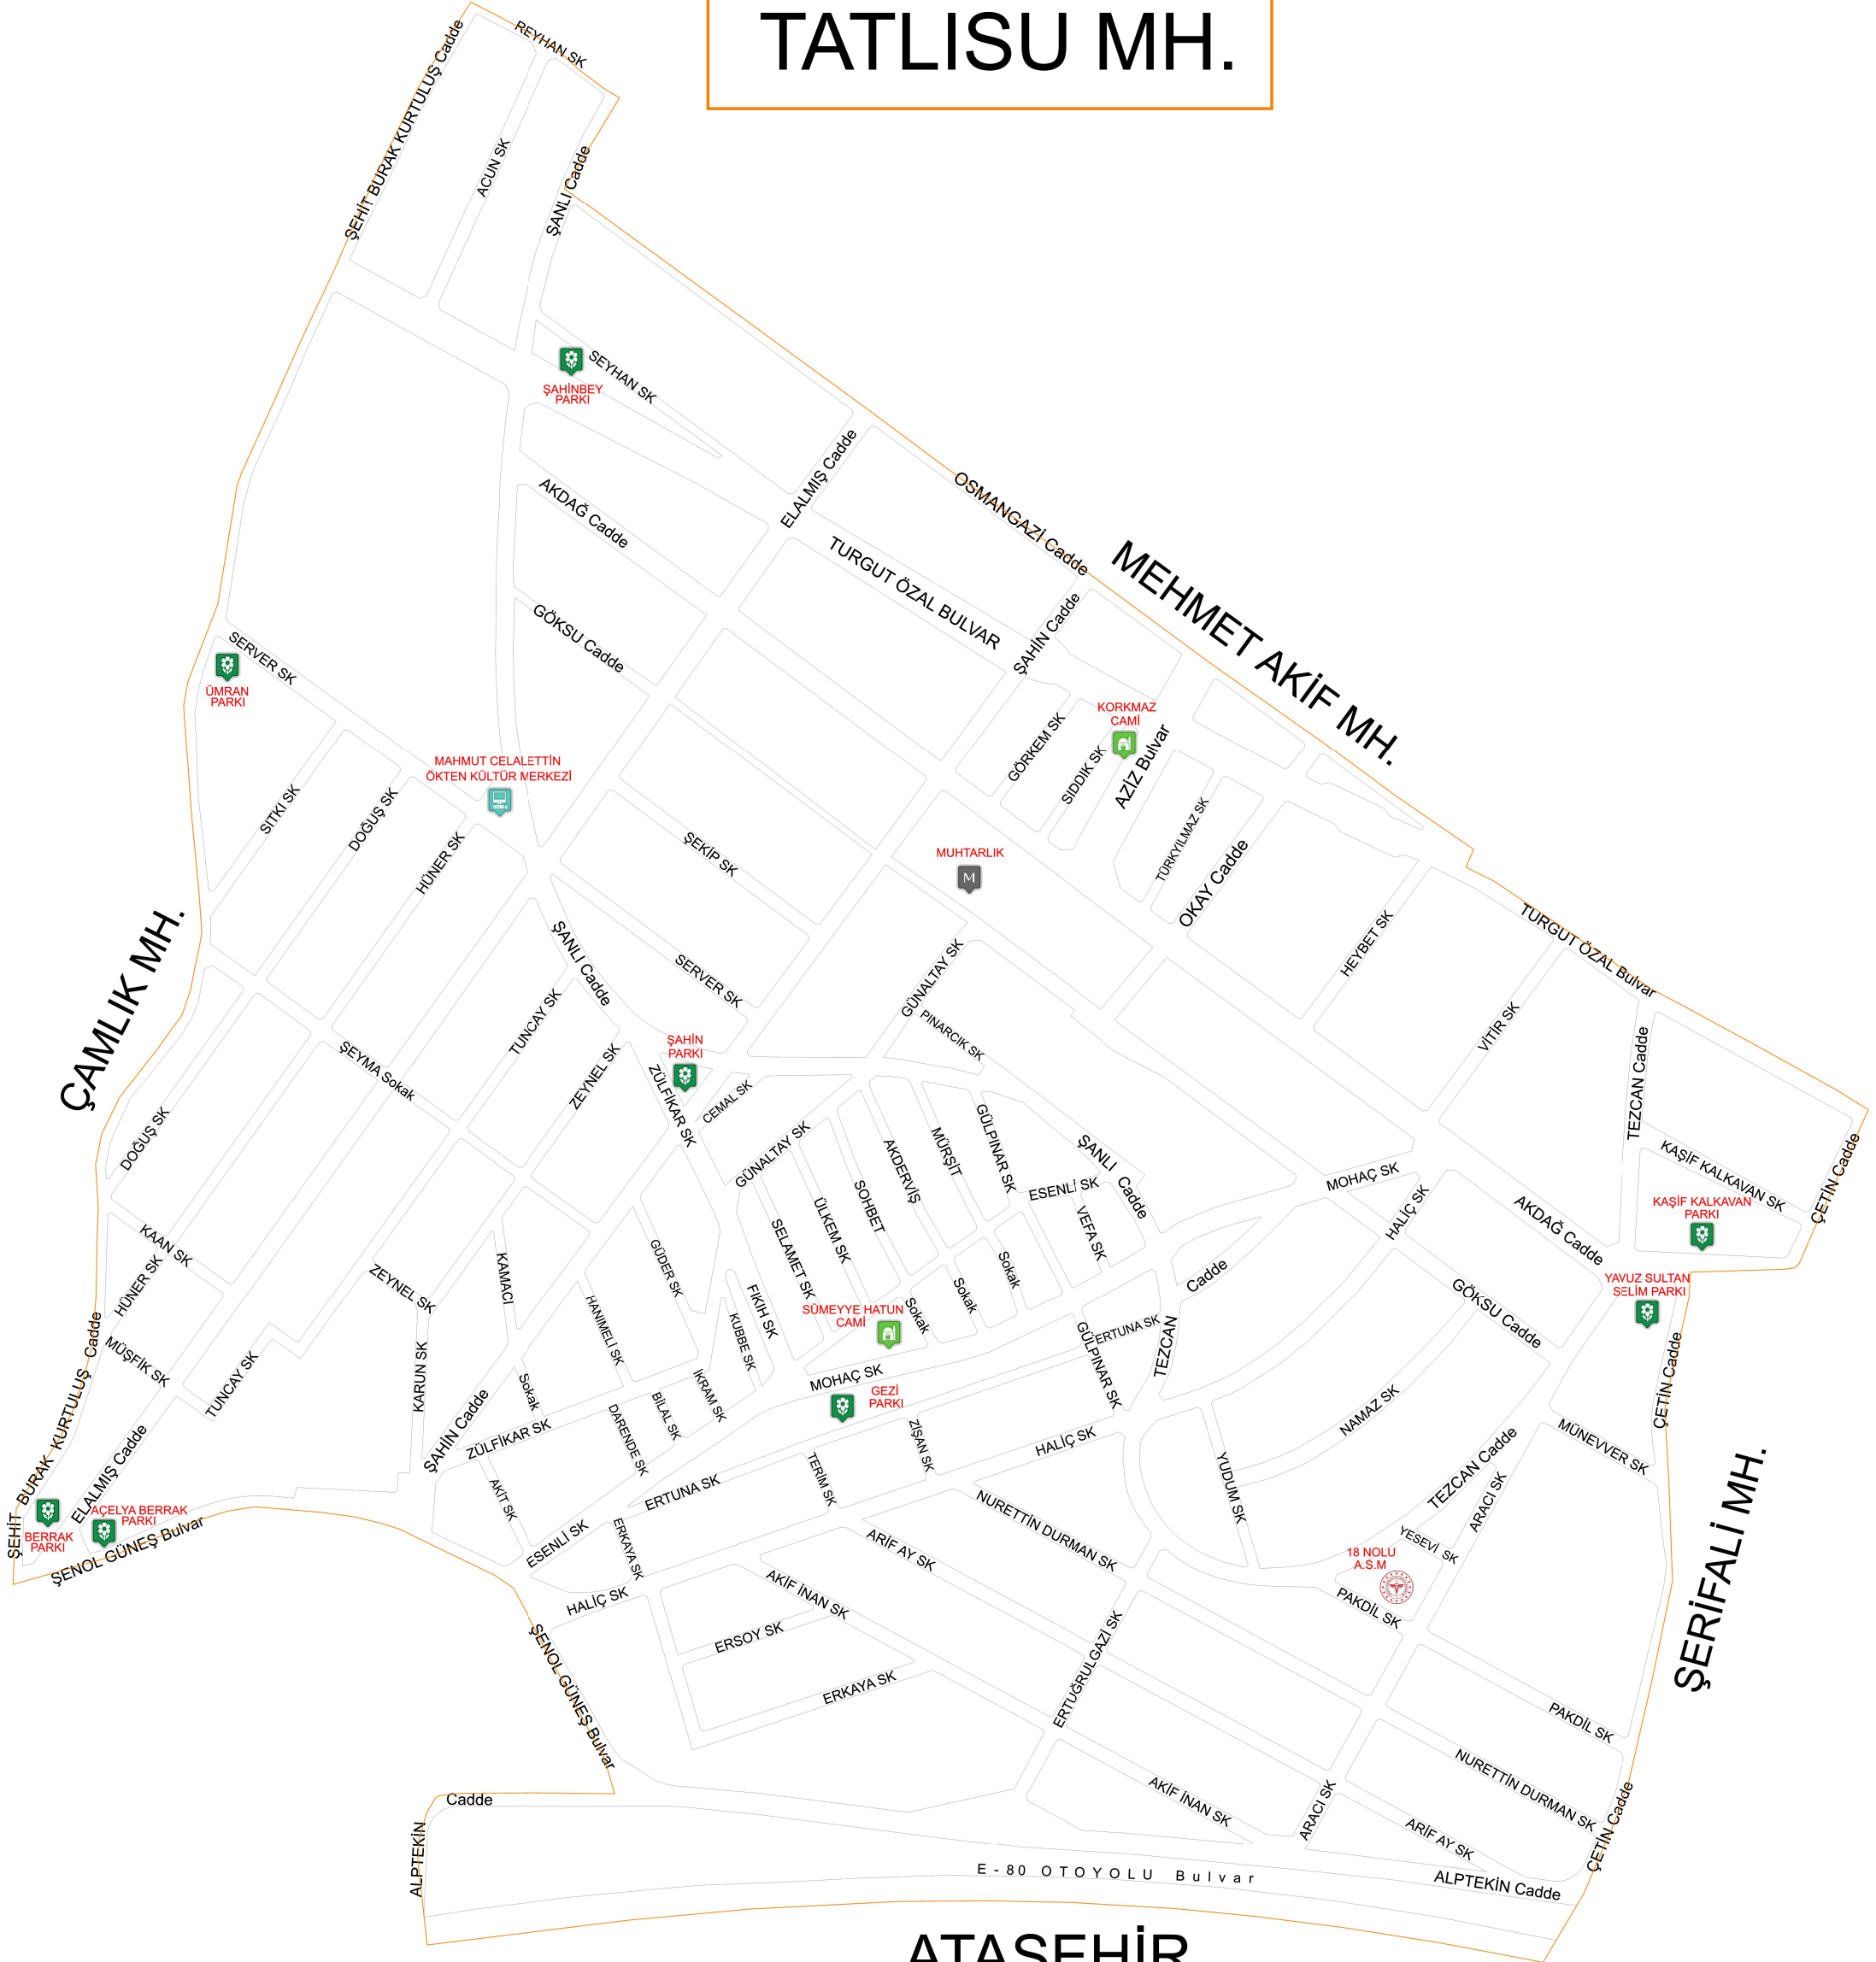 TATLISU MH.
REYHAN SK
ŞEHİT BURAK KURTULUŞ Cadde
ACUN SK
ŞANLI Cadde
SEYHAN SK
ŞAHİNBEY
PARKI
ELALMIŞ Cadde
AKDAĞ Cadde
OSMANGAZİ Cadde
TURGUT ÖZAL BULVAR
MEHMET AKİF MH.
GÖKSU Cadde
ŞAHİN Cadde
SERVER SK
ÜMRAN
PARKI
KORKMAZ
CAMİ
GÖRKEM SK
SIDDIK SK
AZİZ Bulvar
MAHMUT CELALETTİN
ÖKTEN KÜLTÜR MERKEZİ
SITKI SK
DOĞUŞ SK
HÜNER SK
ŞEKİP SK
MUHTARLIK
M
TÜRKYILMAZ SK
OKAY Cadde
HEYBET SK
TURGUT ÖZAL Bulvar
ÇAMLIK MH.
ŞANLI Cadde
SERVER SK
GÜNALTAY SK
TUNCAY SK
PINARCIK SK
VİTİR SK
TEZCAN Cadde
ŞEYMA Sokak
ZEYNEL SK
ŞAHİN
PARKI
ZÜLFİKAR SK
CEMAL SK
DOĞUŞ SK
GÜNALTAY SK
AKDERVİŞ
MÜRŞİT
GÜLPINAR SK
ŞANLI
Cadde
ESENLİ SK
MOHAÇ SK
KAŞİF KALKAVAN SK
ÇETİN Cadde
KAŞİF KALKAVAN
PARKI
SOHBET
ÜLKEM SK
SELAMET SK
VEFA SK
HALİÇ SK
AKDAĞ Cadde
KAAN SK
HÜNER SK
ZEYNEL SK
KAMACI
GÜDER SK
FIKIH SK
Sokak
Sokak
Sokak
Cadde
YAVUZ SULTAN
SELİM PARKI
GÖKSU Cadde
HANIMELİ SK
KUBBE SK
SÜMEYYE HATUN
CAMİ
ERTUNA SK
GÜLPINAR SK
TEZCAN
MÜŞFİK SK
TUNCAY SK
KARUN SK
Sokak
MOHAÇ SK
GEZİ
PARKI
İKRAM SK
BİLAL SK
DARENDE SK
ÇETİN Cadde
ŞEHİT BURAK KURTULUŞ Cadde
ELALMIŞ Cadde
ŞAHİN Cadde
ZÜLFİKAR SK
ZİŞAN SK
HALİÇ SK
NAMAZ SK
MÜNEVVER SK
AKİT SK
ERTUNA SK
TERİM SK
YUDUM SK
TEZCAN Cadde
ARACI SK
ŞERİFALİ MH.
BERRAK
PARKI
AÇELYA BERRAK
PARKI
ŞENOL GÜNEŞ Bulvar
ESENLİ SK
ERKAYA SK
NURETTİN DURMAN SK
ARİF AY SK
YESEVİ SK
18 NOLU
A.S.M
AKİF İNAN SK
HALİÇ SK
PAKDİL SK
ERSOY SK
ERTUĞRULGAZİ SK
ŞENOL GÜNEŞ Bulvar
ERKAYA SK
PAKDİL SK
NURETTİN DURMAN SK
AKİF İNAN SK
ARACI SK
ARİF AY SK
ÇETİN Cadde
Cadde
ALPTEKİN
E-80 OTOYOLU Bulvar
ALPTEKİN Cadde
ATAŞEHİR